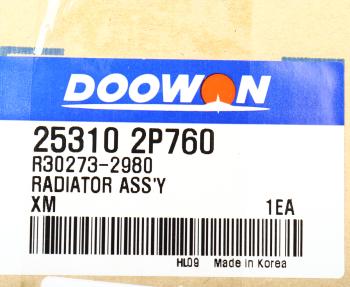 DOOWON
25310 2P760
R30273-2980
RADIATOR ASS'Y
XM 1EA
HL09 Made in Korea